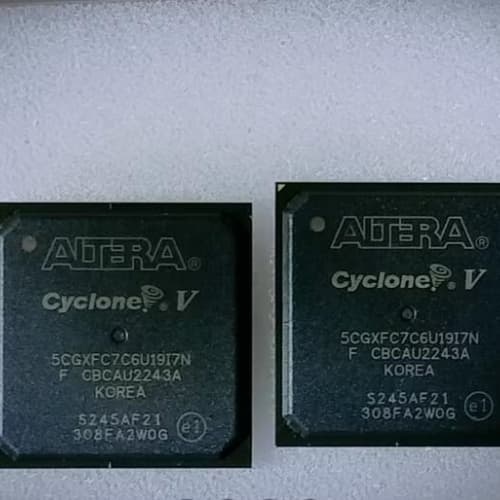 ALTERA®
Cyclone® V
5CGXFC7C6U19I7N
F CBCAU2243A
KOREA
S245AF21
308FA2W0G
e1
ALTERA®
Cyclone® V
5CGXFC7C6U19I7N
F CBCAU2243A
KOREA
S245AF21
308FA2W0G
e1